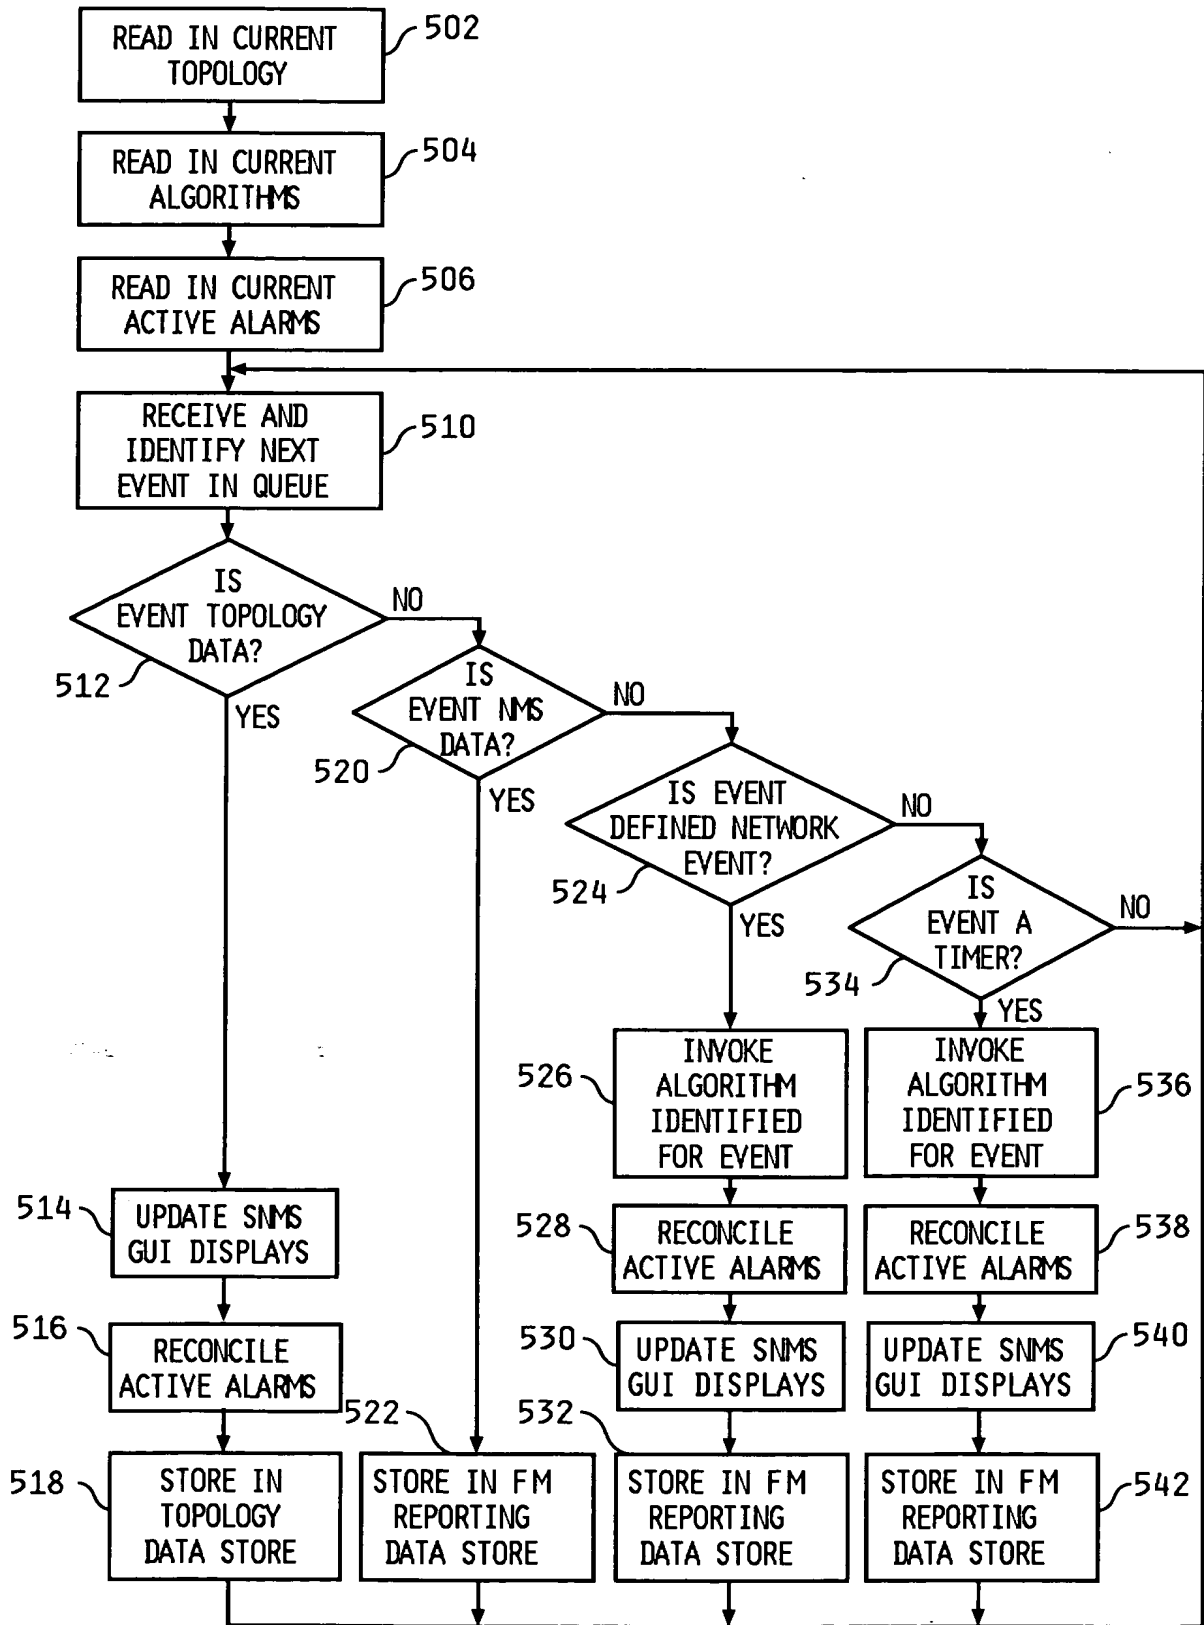 READ IN CURRENT
TOPOLOGY
502
READ IN CURRENT
ALGORITHMS
504
READ IN CURRENT
ACTIVE ALARMS
506
RECEIVE AND
IDENTIFY NEXT
EVENT IN QUEUE
510
IS
EVENT TOPOLOGY
DATA?
512
NO
YES
IS
EVENT NMS
DATA?
520
NO
YES
IS EVENT
DEFINED NETWORK
EVENT?
524
NO
YES
IS
EVENT A
TIMER?
534
NO
YES
514
UPDATE SNMS
GUI DISPLAYS
516
RECONCILE
ACTIVE ALARMS
518
STORE IN
TOPOLOGY
DATA STORE
522
STORE IN FM
REPORTING
DATA STORE
526
INVOKE
ALGORITHM
IDENTIFIED
FOR EVENT
528
RECONCILE
ACTIVE ALARMS
530
UPDATE SNMS
GUI DISPLAYS
532
STORE IN FM
REPORTING
DATA STORE
INVOKE
ALGORITHM
IDENTIFIED
FOR EVENT
536
RECONCILE
ACTIVE ALARMS
538
UPDATE SNMS
GUI DISPLAYS
540
STORE IN FM
REPORTING
DATA STORE
542